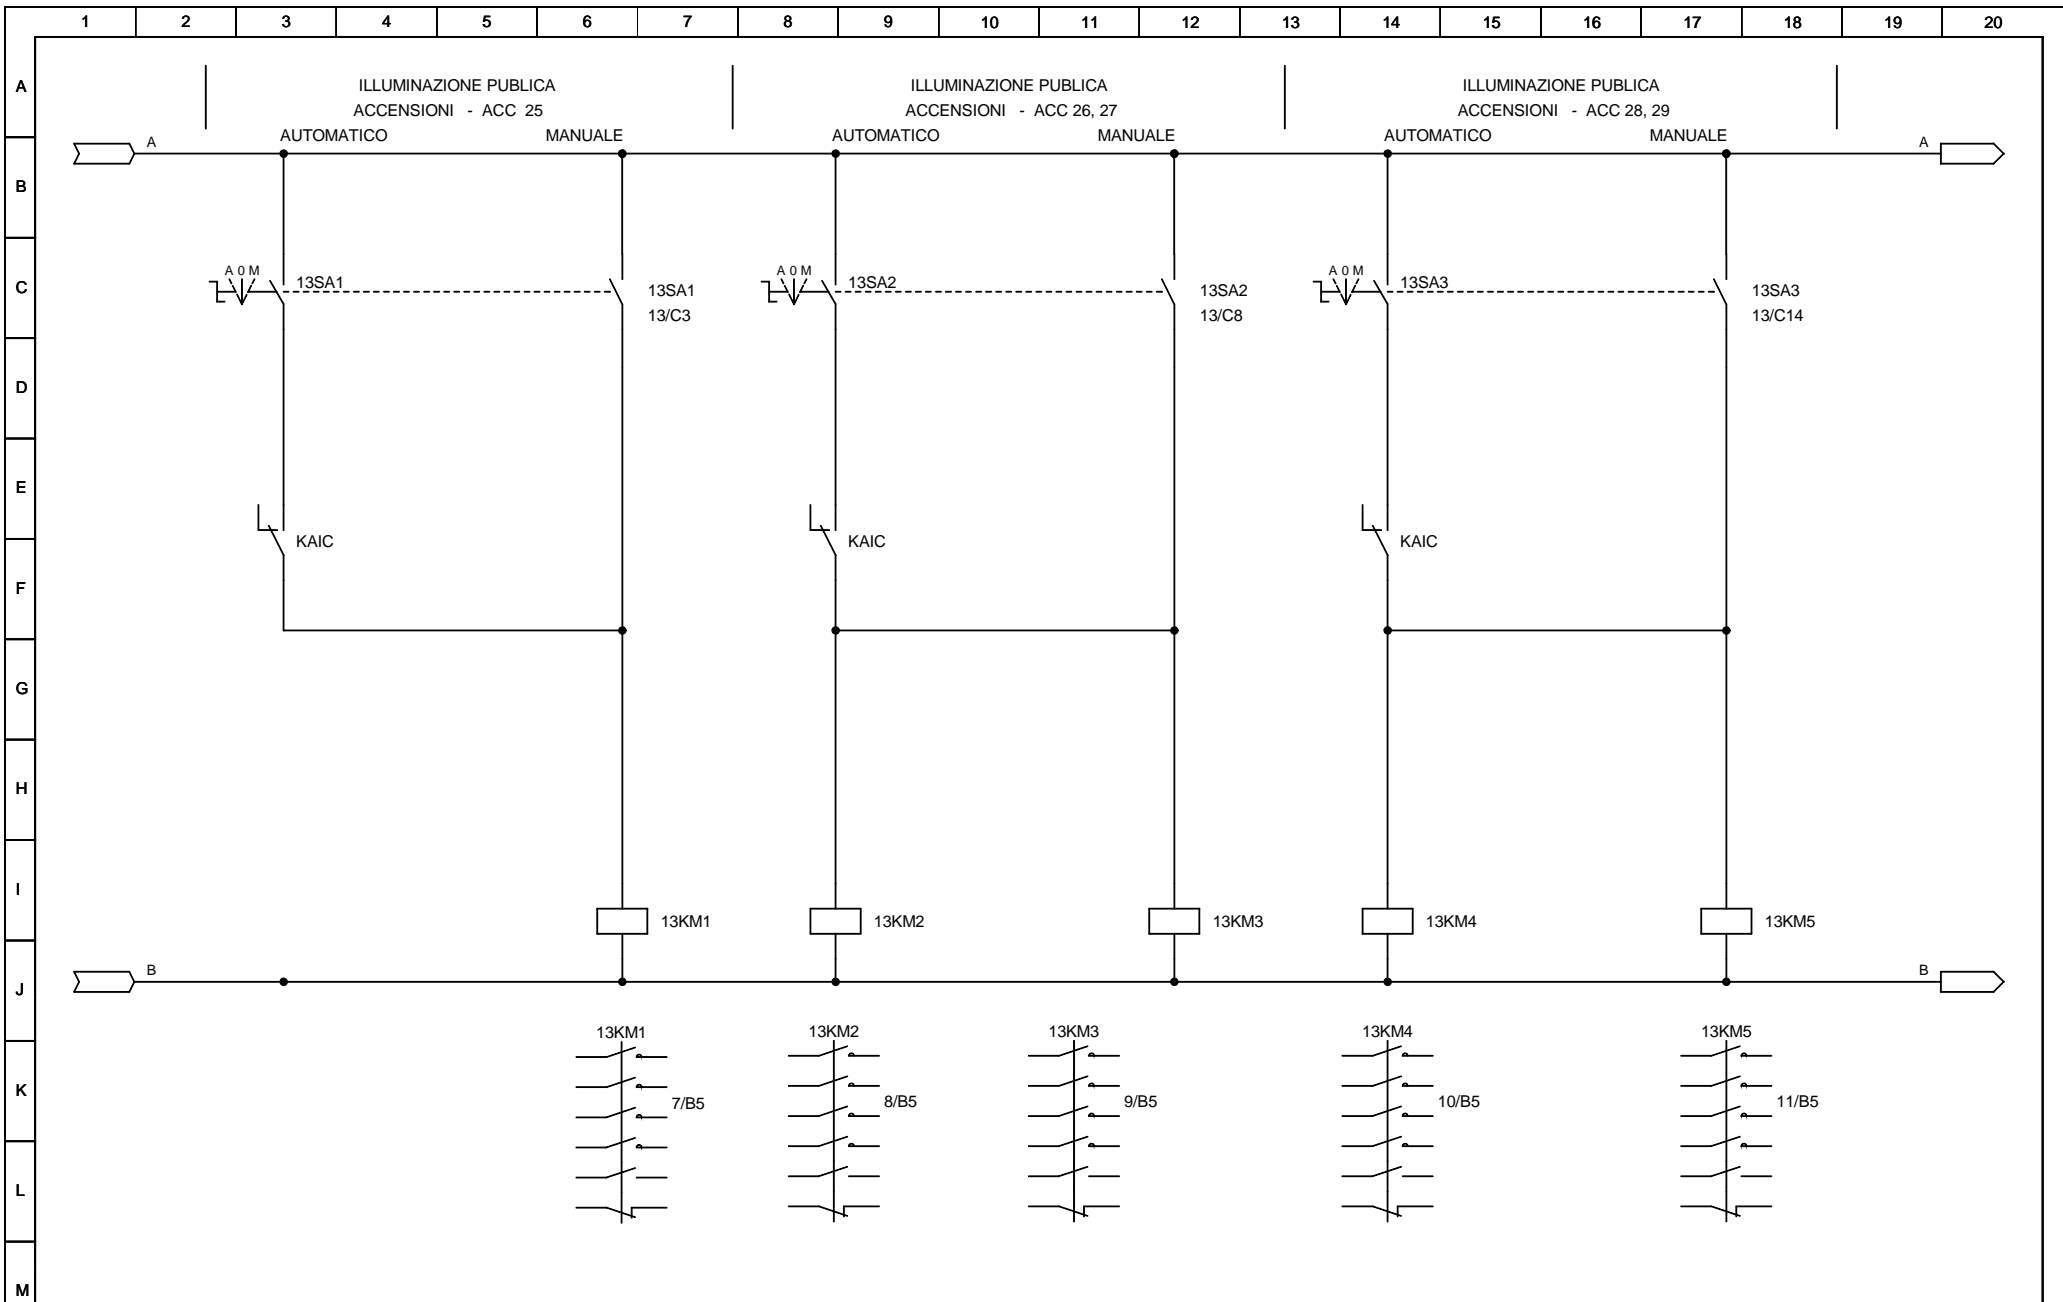 1 2 3 4 5 6 7 8 9 10 11 12 13 14 15 16 17 18 19 20
A
ILLUMINAZIONE PUBLICA
ACCENSIONI - ACC 25
ILLUMINAZIONE PUBLICA
ACCENSIONI - ACC 26, 27
ILLUMINAZIONE PUBLICA
ACCENSIONI - ACC 28, 29
AUTOMATICO MANUALE AUTOMATICO MANUALE AUTOMATICO MANUALE
A A
B
C
A 0 M 13SA1
13SA1
13/C3
A 0 M 13SA2
13SA2
13/C8
A 0 M 13SA3
13SA3
13/C14
D
E
KAIC KAIC KAIC
F
G
H
I
13KM1 13KM2 13KM3 13KM4 13KM5
B B
J
13KM1 13KM2 13KM3 13KM4 13KM5
K
7/B5 8/B5 9/B5 10/B5 11/B5
L
M